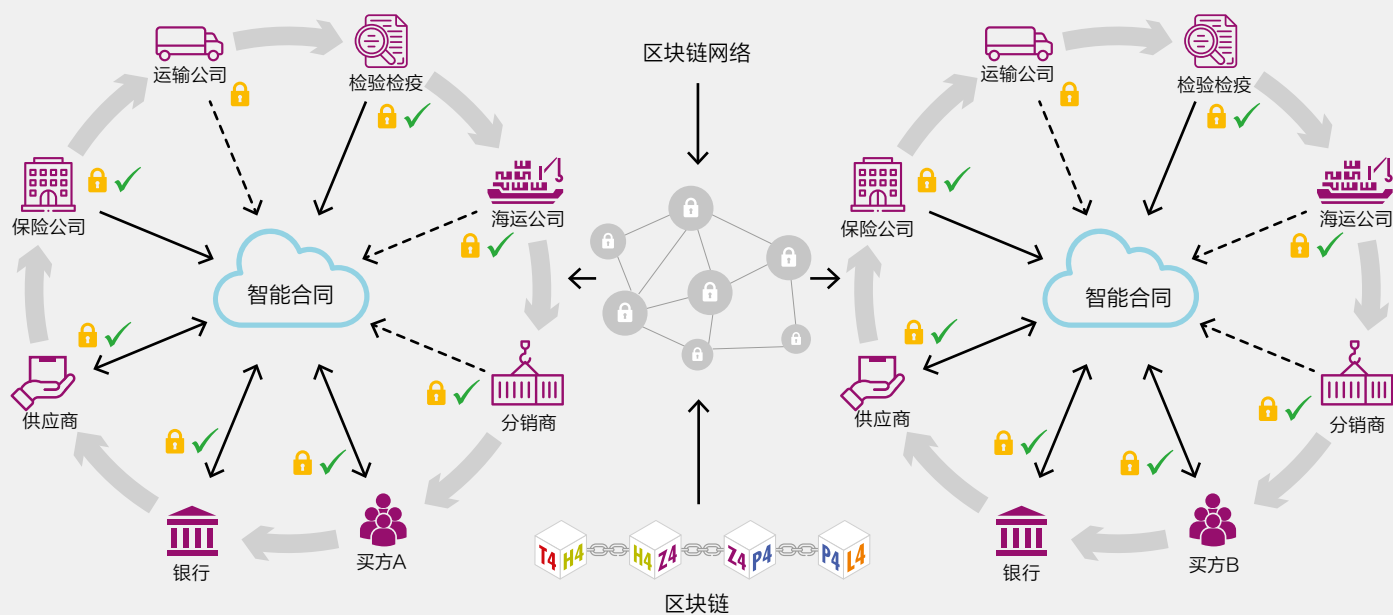 运输公司
检验检疫
保险公司
海运公司
智能合同
供应商
分销商
银行
买方A
区块链网络
T4
H4
H4
Z4
Z4
P4
P4
L4
区块链
运输公司
检验检疫
保险公司
海运公司
智能合同
供应商
分销商
银行
买方B